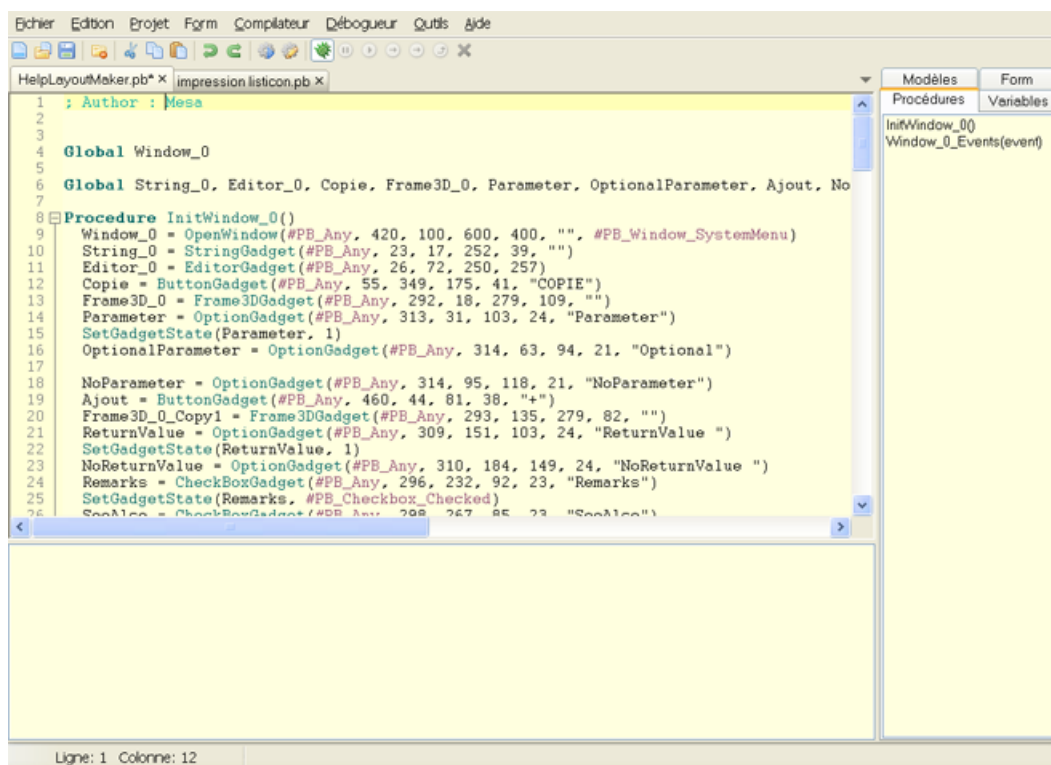 Fichier Edition Projet Form Compilateur Débogueur Outils Aide
HelpLayoutMaker.pb* × impression listicon.pb ×
1 ; Author : Mesa
2
3
4 Global Window_0
5
6 Global String_0, Editor_0, Copie, Frame3D_0, Parameter, OptionalParameter, Ajout, No
7
8 Procedure InitWindow_0()
9 Window_0 = OpenWindow(#PB_Any, 420, 100, 600, 400, "", #PB_Window_SystemMenu)
10 String_0 = StringGadget(#PB_Any, 23, 17, 252, 39, "")
11 Editor_0 = EditorGadget(#PB_Any, 26, 72, 250, 257)
12 Copie = ButtonGadget(#PB_Any, 55, 349, 175, 41, "COPIE")
13 Frame3D_0 = Frame3DGadget(#PB_Any, 292, 18, 279, 109, "")
14 Parameter = OptionGadget(#PB_Any, 313, 31, 103, 24, "Parameter")
15 SetGadgetState(Parameter, 1)
16 OptionalParameter = OptionGadget(#PB_Any, 314, 63, 94, 21, "Optional")
17
18 NoParameter = OptionGadget(#PB_Any, 314, 95, 118, 21, "NoParameter")
19 Ajout = ButtonGadget(#PB_Any, 460, 44, 81, 38, "+")
20 Frame3D_0_Copy1 = Frame3DGadget(#PB_Any, 293, 135, 279, 82, "")
21 ReturnValue = OptionGadget(#PB_Any, 309, 151, 103, 24, "ReturnValue ")
22 SetGadgetState(ReturnValue, 1)
23 NoReturnValue = OptionGadget(#PB_Any, 310, 184, 149, 24, "NoReturnValue ")
24 Remarks = CheckBoxGadget(#PB_Any, 296, 232, 92, 23, "Remarks")
25 SetGadgetState(Remarks, #PB_Checkbox_Checked)
26 SeeAlso = CheckBoxGadget(#PB_Any, 298, 267, 85, 23, "SeeAlso")
Modèles Form
Procédures Variables
InitWindow_0()
Window_0_Events(event)
Ligne: 1 Colonne: 12